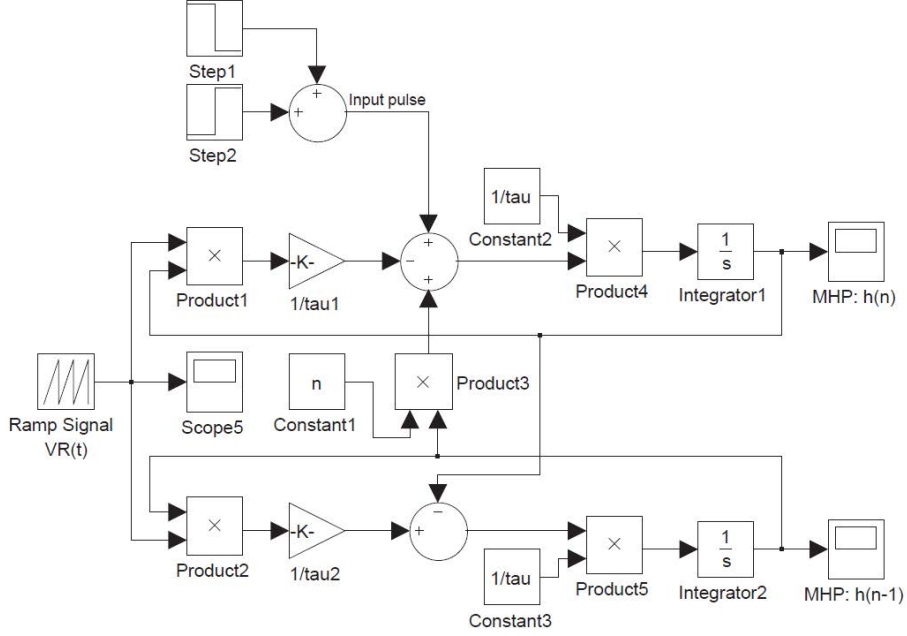 Step1
+
Input pulse
+
Step2
1/tau
Constant2
+
-
+
×
Product1
-K-
1/tau1
×
Product4
1
s
Integrator1
MHP: h(n)
Ramp Signal
VR(t)
Scope5
n
Constant1
×
Product3
×
Product2
-K-
1/tau2
-
+
1/tau
Constant3
×
Product5
1
s
Integrator2
MHP: h(n-1)